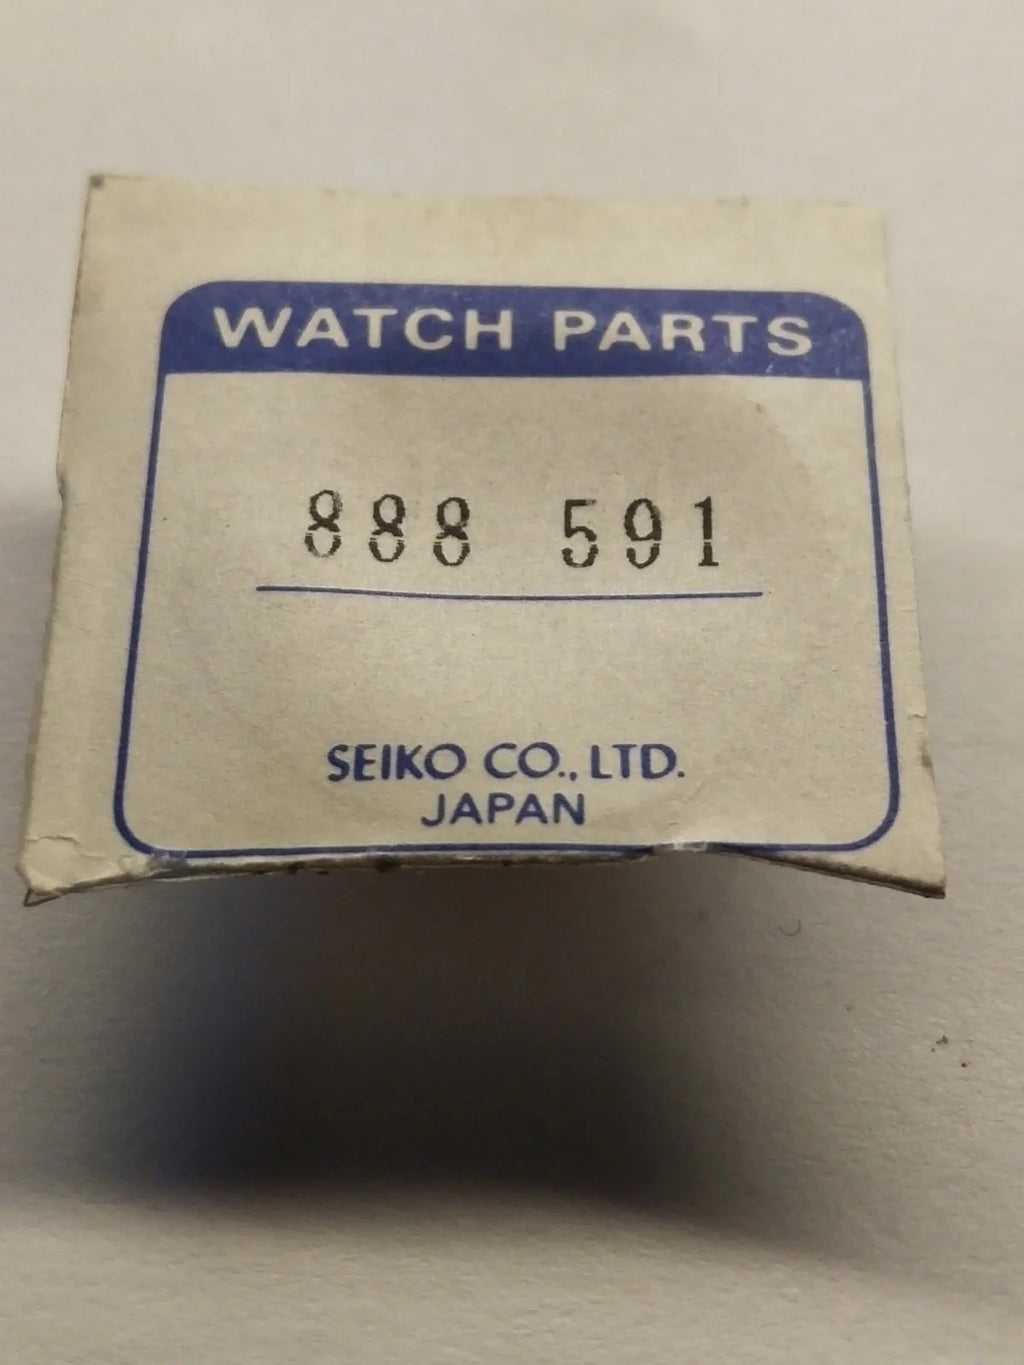 WATCH PARTS
888 591
SEIKO CO., LTD.
JAPAN